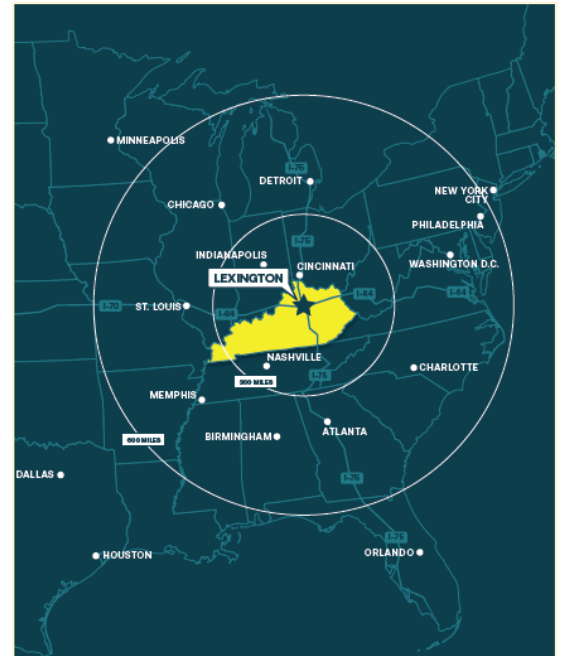 MINNEAPOLIS
I-75
DETROIT
CHICAGO
NEW YORK
CITY
PHILADELPHIA
I-75
INDIANAPOLIS
CINCINNATI
WASHINGTON D.C.
LEXINGTON
I-64
I-64
I-70
ST. LOUIS
I-64
NASHVILLE
CHARLOTTE
I-75
300 MILES
MEMPHIS
ATLANTA
BIRMINGHAM
600 MILES
DALLAS
I-75
I-75
HOUSTON
ORLANDO